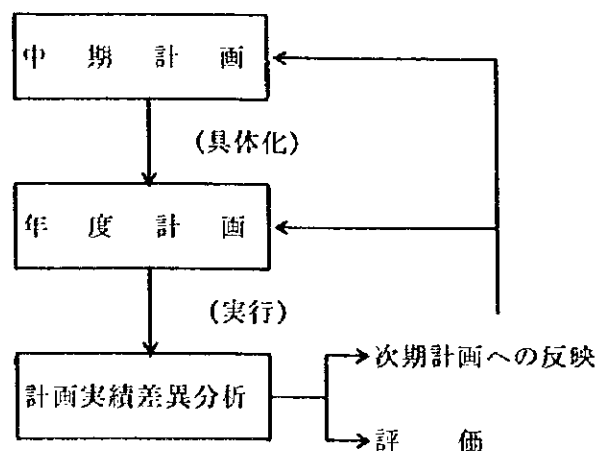 中期計画
(具体化)
年度計画
(実行)
計画実績差異分析
次期計画への反映
評価